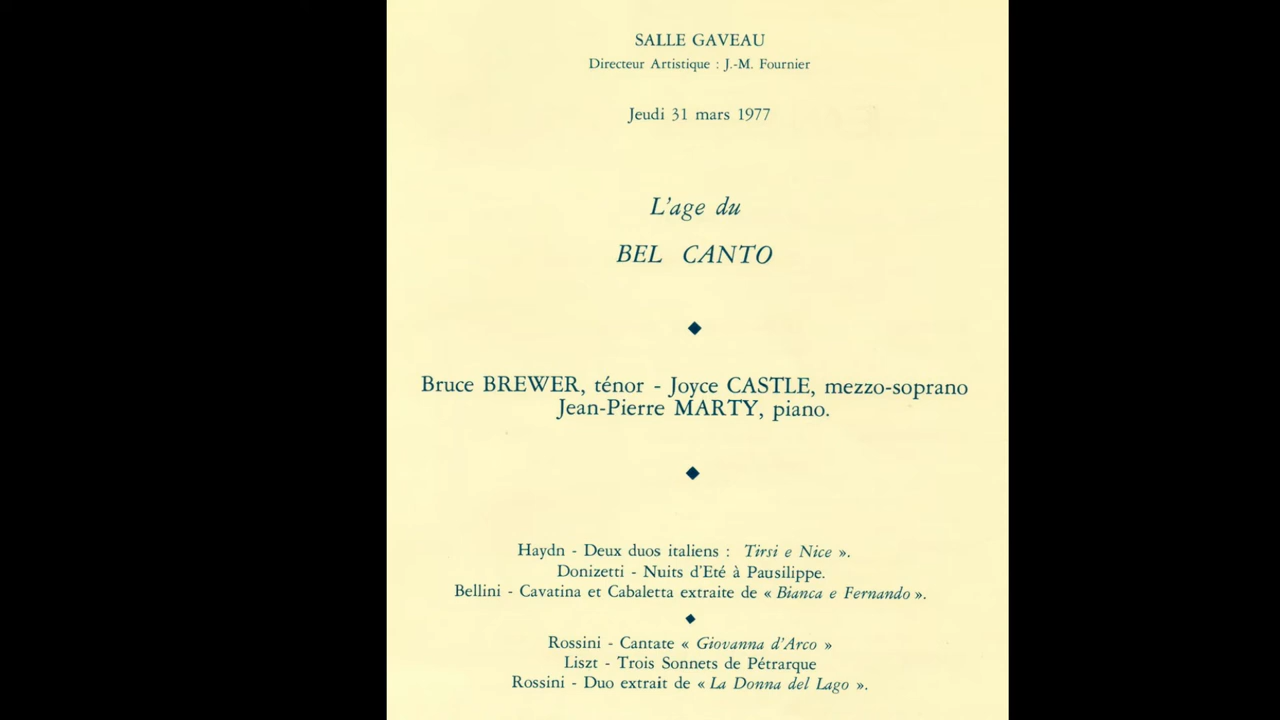 SALLE GAVEAU
Directeur Artistique : J.-M. Fournier
Jeudi 31 mars 1977
L'age du
BEL CANTO
Bruce BREWER, ténor - Joyce CASTLE, mezzo-soprano
Jean-Pierre MARTY, piano.
Haydn - Deux duos italiens : Tirsi e Nice ».
Donizetti - Nuits d'Eté à Pausilippe.
Bellini - Cavatina et Cabaletta extraite de « Bianca e Fernando ».
Rossini - Cantate « Giovanna d'Arco »
Liszt - Trois Sonnets de Pétrarque
Rossini - Duo extrait de « La Donna del Lago ».